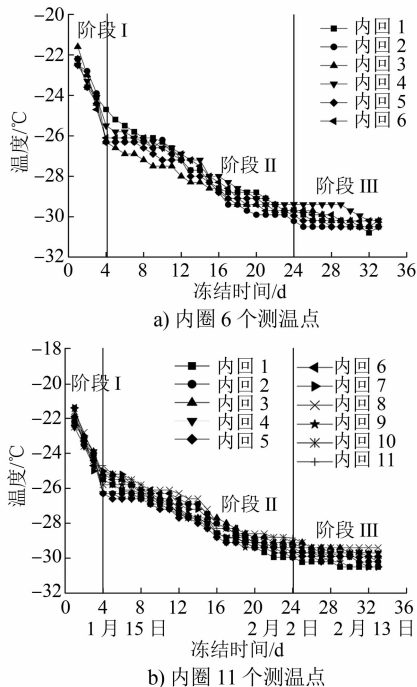 阶段 I
阶段 II
阶段 III
内回 1
内回 2
内回 3
内回 4
内回 5
内回 6
-20
-22
-24
-26
-28
-30
-32
温度/℃
0 4 8 12 16 20 24 28 32
冻结时间/d
a) 内圈 6 个测温点
阶段 I
阶段 II
阶段 III
内回 1
内回 2
内回 3
内回 4
内回 5
内回 6
内回 7
内回 8
内回 9
内回 10
内回 11
-18
-22
-24
-26
-28
-30
-32
温度/℃
0 4 8 12 16 20 24 28 32
1 月 15 日 2 月 2 日 2 月 13 日
冻结时间/d
b) 内圈 11 个测温点